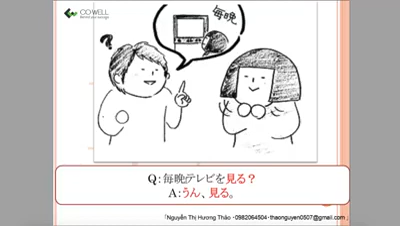 CO-WELL
毎晩
?
Q:毎晩テレビを見る？
A:うん、見る。
「Nguyễn Thị Hương Thảo -0982064504- thaonguyen0507@gmail.com」